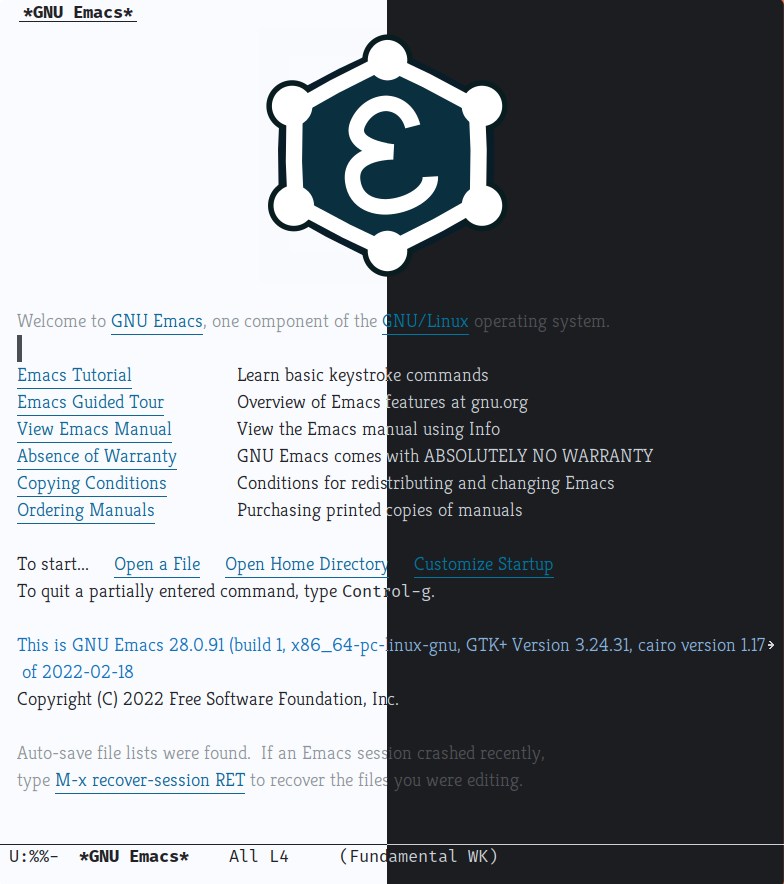 *GNU Emacs*
Welcome to GNU Emacs, one component of the GNU/Linux operating system.
Emacs Tutorial Learn basic keystroke commands
Emacs Guided Tour Overview of Emacs features at gnu.org
View Emacs Manual View the Emacs manual using Info
Absence of Warranty GNU Emacs comes with ABSOLUTELY NO WARRANTY
Copying Conditions Conditions for redistributing and changing Emacs
Ordering Manuals Purchasing printed copies of manuals
To start... Open a File Open Home Directory Customize Startup
To quit a partially entered command, type Control-g.
This is GNU Emacs 28.0.91 (build 1, x86_64-pc-linux-gnu, GTK+ Version 3.24.31, cairo version 1.17
of 2022-02-18
Copyright (C) 2022 Free Software Foundation, Inc.
Auto-save file lists were found. If an Emacs session crashed recently,
type M-x recover-session RET to recover the files you were editing.
U:%%- *GNU Emacs* All L4 (Fundamental WK)